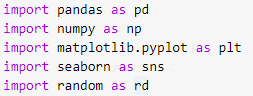 import pandas as pd
import numpy as np
import matplotlib.pyplot as plt
import seaborn as sns
import random as rd